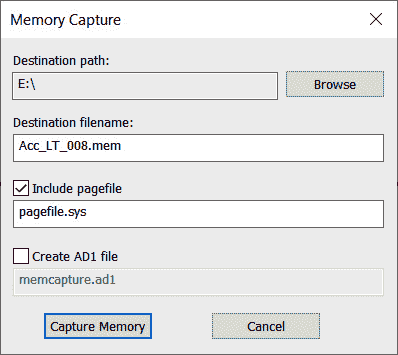 Memory Capture
Destination path:
E:\
Browse
Destination filename:
Acc_LT_008.mem
Include pagefile
pagefile.sys
Create AD1 file
memcapture.ad1
Capture Memory
Cancel